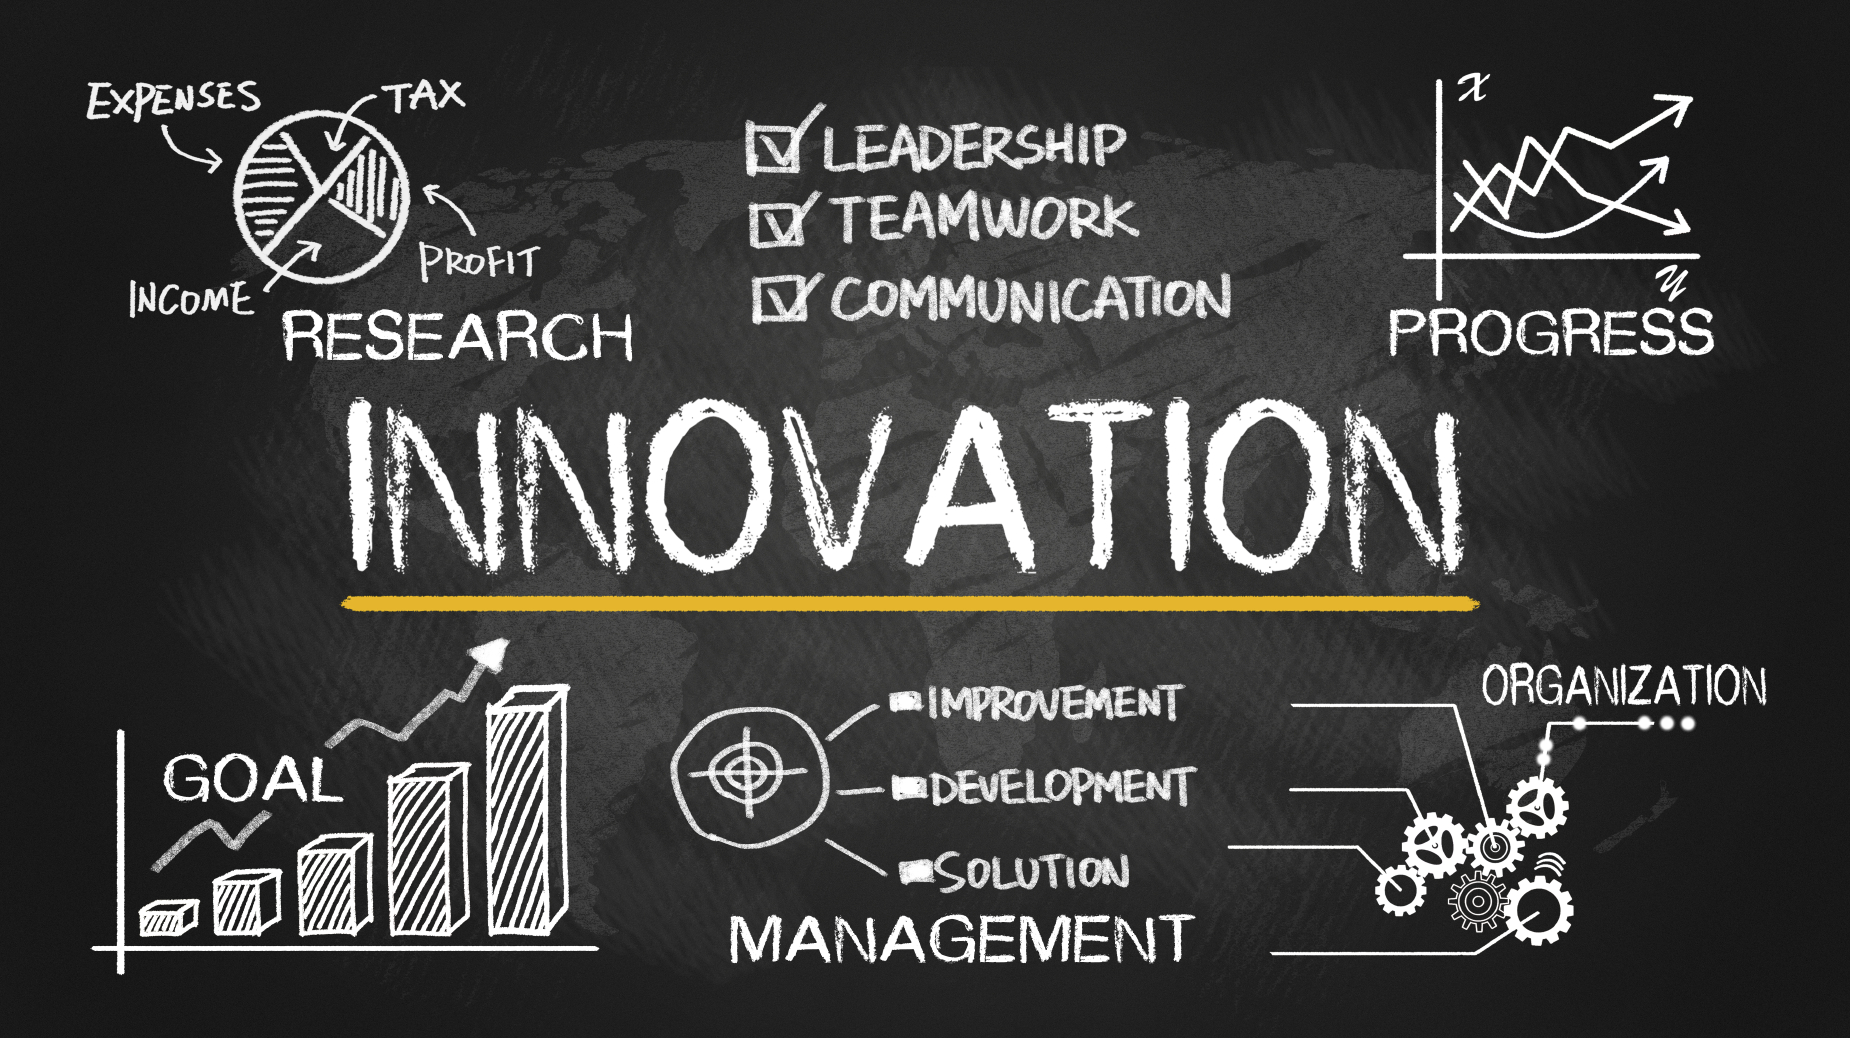 EXPENSES
TAX
PROFIT
INCOME
RESEARCH
LEADERSHIP
TEAMWORK
COMMUNICATION
x
y
PROGRESS
INNOVATION
GOAL
IMPROVEMENT
DEVELOPMENT
SOLUTION
MANAGEMENT
ORGANIZATION